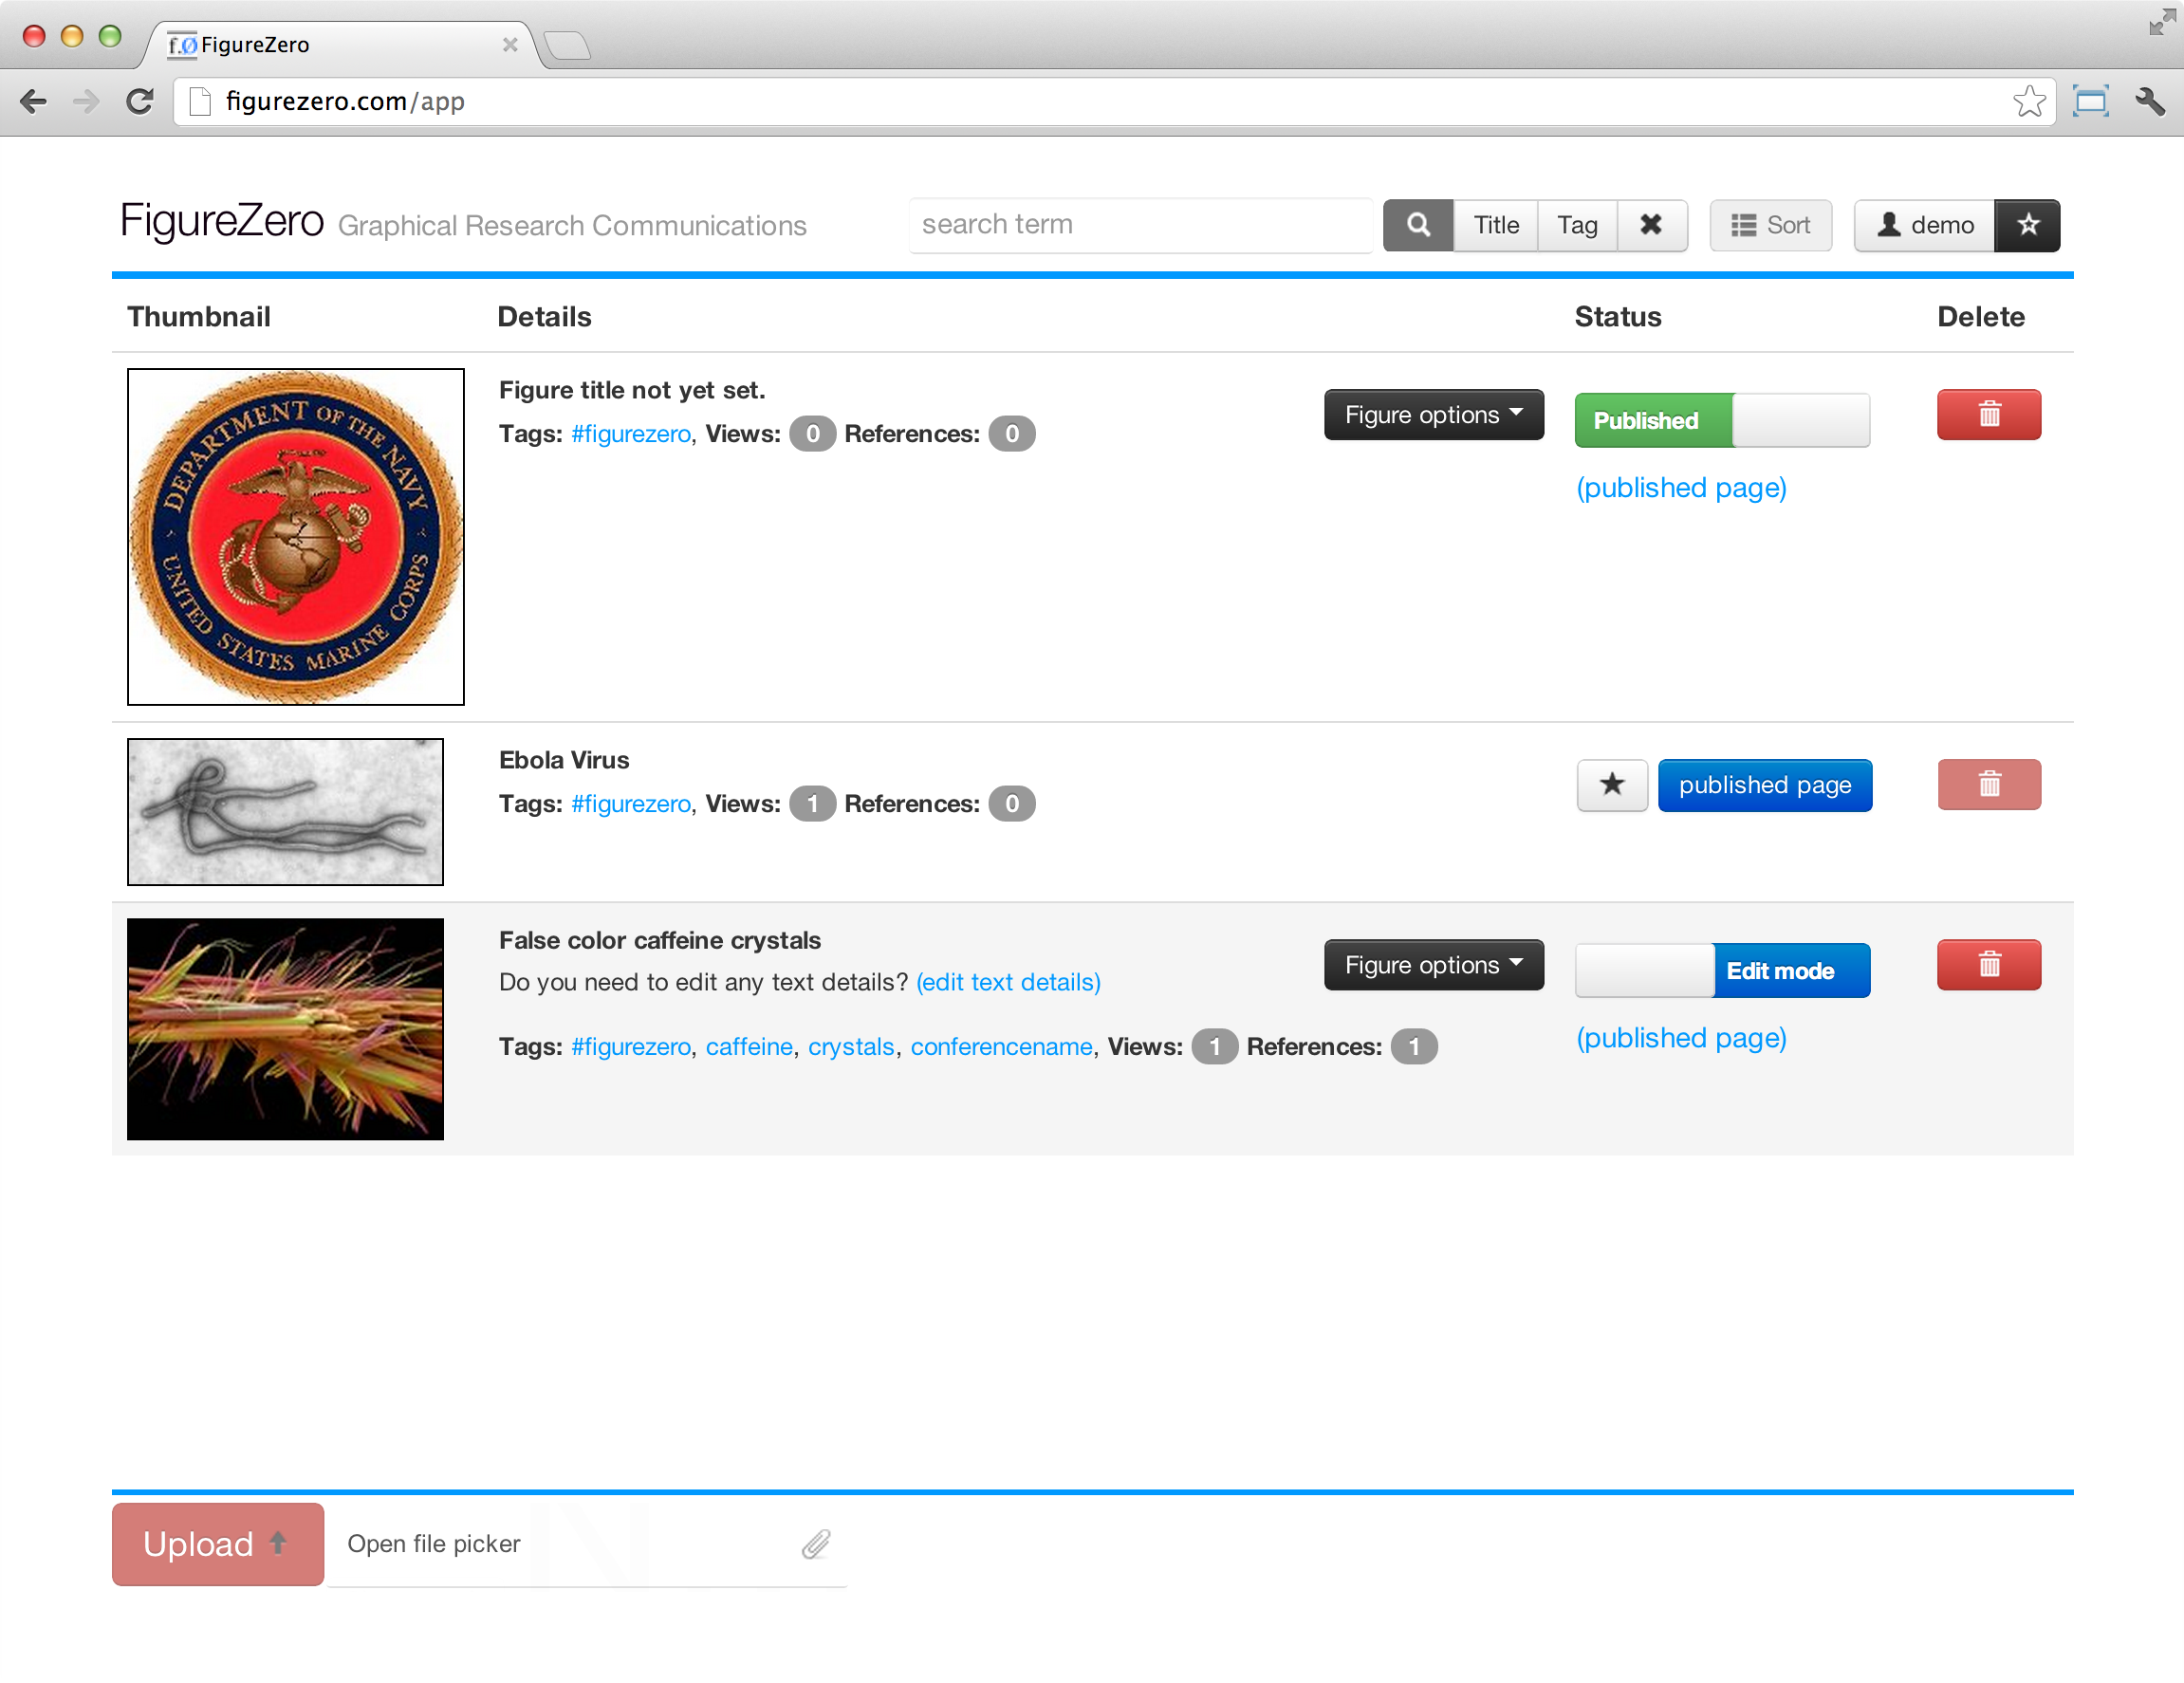 f.0 FigureZero
figurezero.com/app
FigureZero Graphical Research Communications
search term
Title Tag Sort demo
Thumbnail Details Status Delete
DEPARTMENT OF THE NAVY
UNITED STATES MARINE CORPS
Figure title not yet set.
Figure options Published
Tags: #figurezero, Views: 0 References: 0
(published page)
Ebola Virus
published page
Tags: #figurezero, Views: 1 References: 0
False color caffeine crystals
Figure options Edit mode
Do you need to edit any text details? (edit text details)
Tags: #figurezero, caffeine, crystals, conferencename, Views: 1 References: 1
(published page)
Upload Open file picker